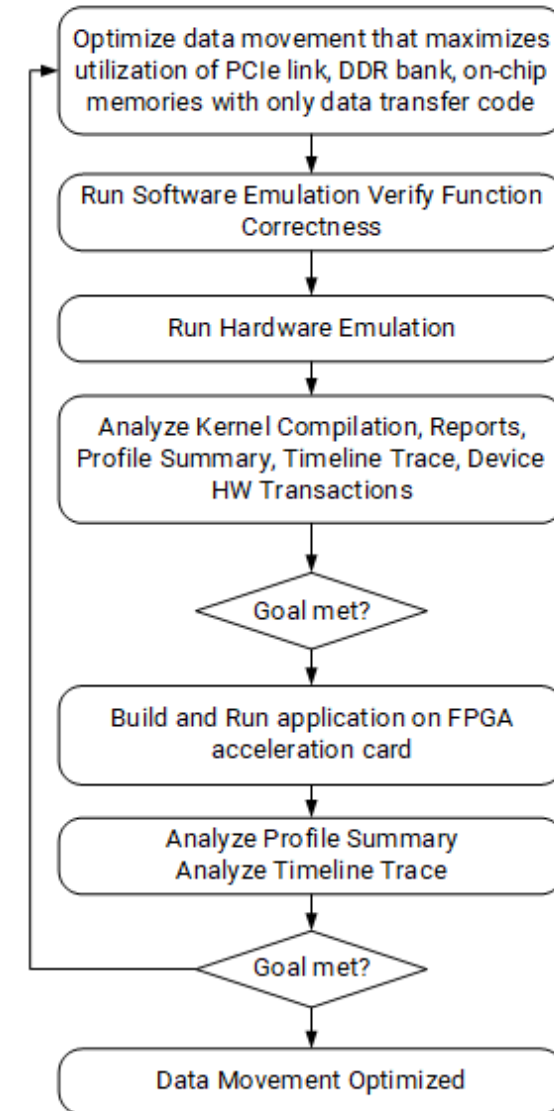 Optimize data movement that maximizes
utilization of PCIe link, DDR bank, on-chip
memories with only data transfer code
Run Software Emulation Verify Function
Correctness
Run Hardware Emulation
Analyze Kernel Compilation, Reports,
Profile Summary, Timeline Trace, Device
HW Transactions
Goal met?
Build and Run application on FPGA
acceleration card
Analyze Profile Summary
Analyze Timeline Trace
Goal met?
Data Movement Optimized